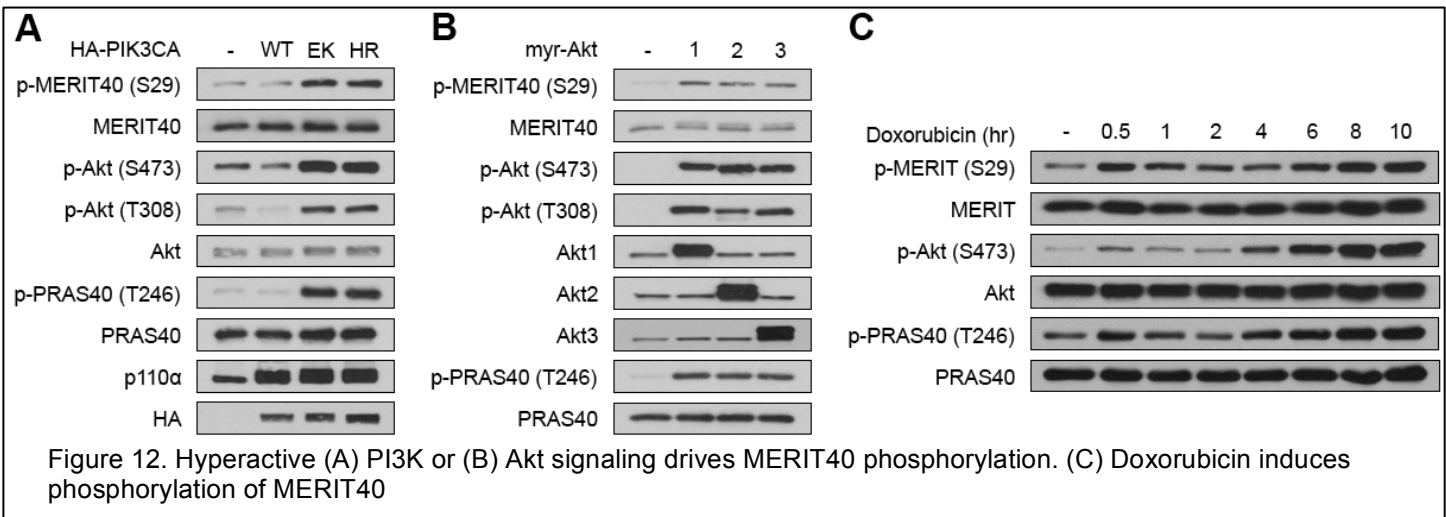 A
HA-PIK3CA - WT EK HR
p-MERIT40 (S29)
MERIT40
p-Akt (S473)
p-Akt (T308)
Akt
p-PRAS40 (T246)
PRAS40
p110α
HA
B
myr-Akt - 1 2 3
p-MERIT40 (S29)
MERIT40
p-Akt (S473)
p-Akt (T308)
Akt1
Akt2
Akt3
p-PRAS40 (T246)
PRAS40
C
Doxorubicin (hr) - 0.5 1 2 4 6 8 10
p-MERIT (S29)
MERIT
p-Akt (S473)
Akt
p-PRAS40 (T246)
PRAS40
Figure 12. Hyperactive (A) PI3K or (B) Akt signaling drives MERIT40 phosphorylation. (C) Doxorubicin induces
phosphorylation of MERIT40